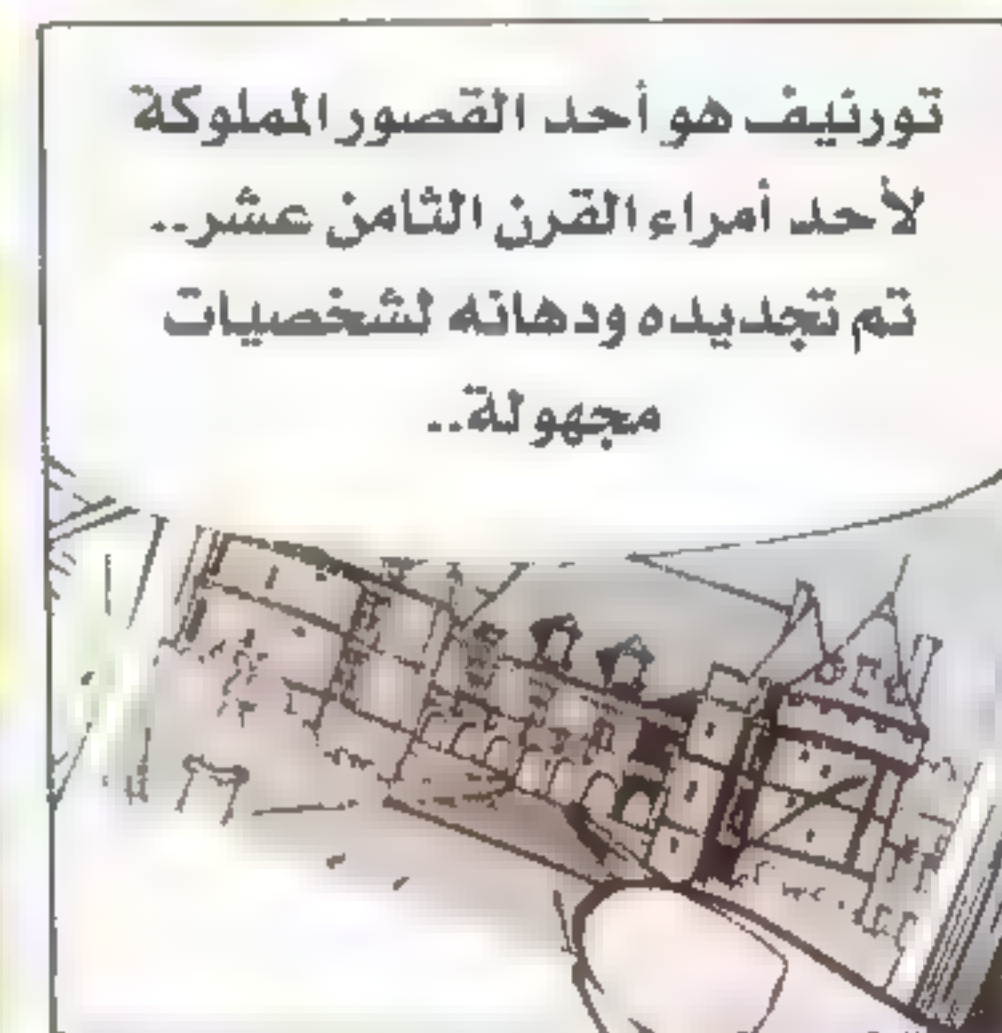 تورنيف هو أحد القصور المملوكة
لأحد أمراء القرن الثامن عشر..
تم تجديده ودهانه لشخصيات
مجهولة..